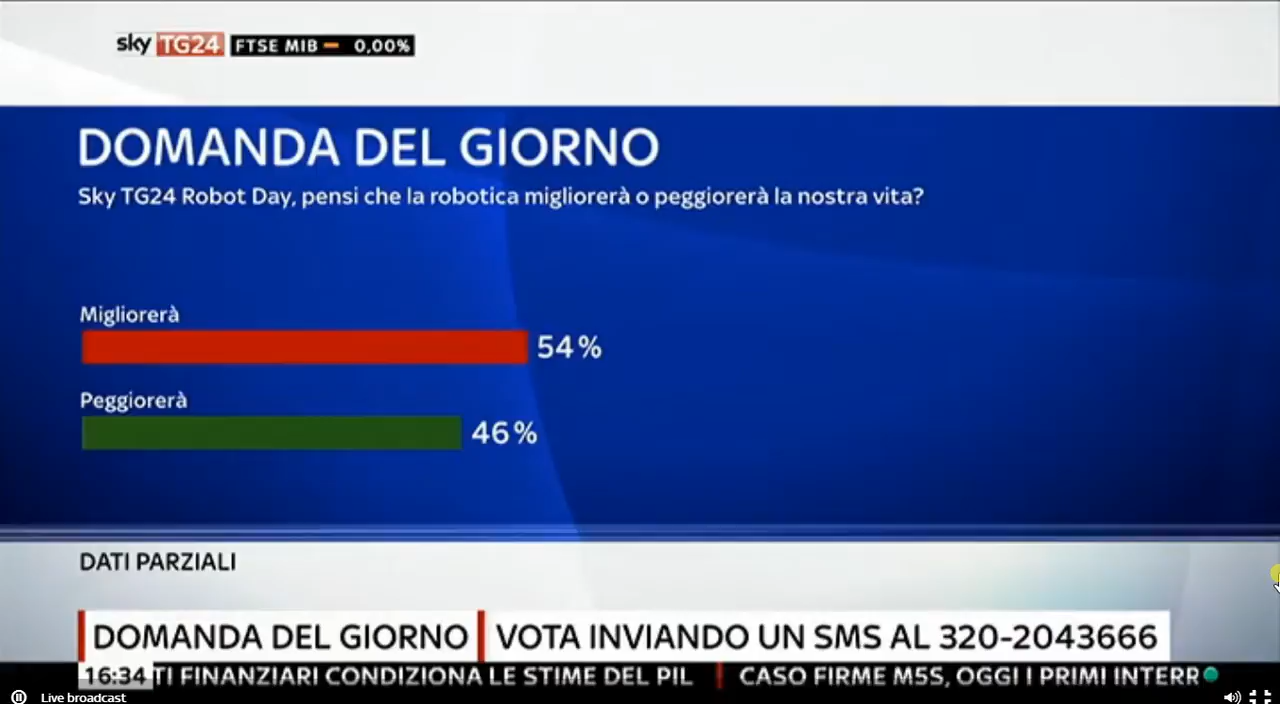 sky TG24 FTSE MIB 0,00%
DOMANDA DEL GIORNO
Sky TG24 Robot Day, pensi che la robotica migliorerà o peggiorerà la nostra vita?
Migliorerà
54%
Peggiorerà
46%
DATI PARZIALI
DOMANDA DEL GIORNO VOTA INVIANDO UN SMS AL 320-2043666
16:34 TI FINANZIARI CONDIZIONA LE STIME DEL PIL CASO FIRME M5S, OGGI I PRIMI INTERR
Live broadcast